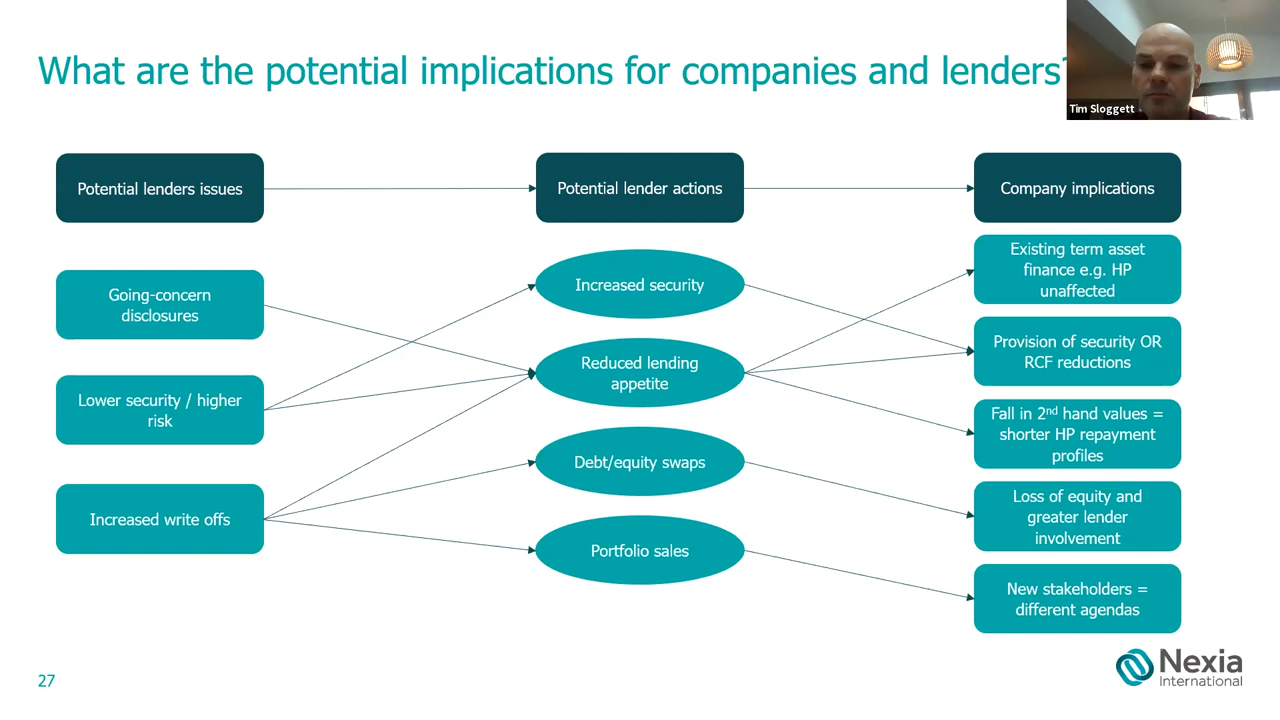 What are the potential implications for companies and lenders?
Tim Sloggett
Potential lenders issues
Potential lender actions
Company implications
Going-concern
disclosures
Lower security / higher
risk
Increased write offs
Increased security
Reduced lending
appetite
Debt/equity swaps
Portfolio sales
Existing term asset
finance e.g. HP
unaffected
Provision of security OR
RCF reductions
Fall in 2nd hand values =
shorter HP repayment
profiles
Loss of equity and
greater lender
involvement
New stakeholders =
different agendas
27
Nexia
International